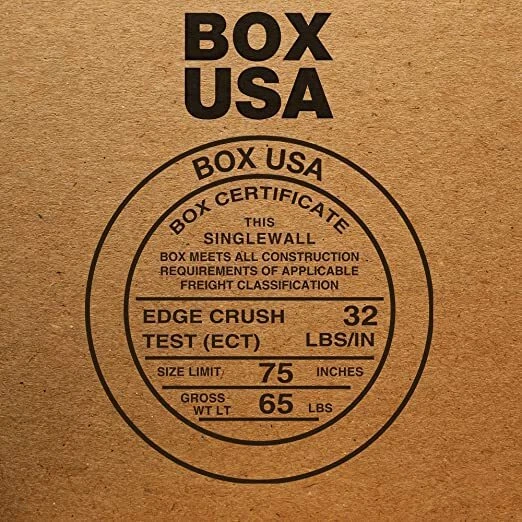 BOX
USA
BOX USA
BOX CERTIFICATE
THIS
SINGLEWALL
BOX MEETS ALL CONSTRUCTION
REQUIREMENTS OF APPLICABLE
FREIGHT CLASSIFICATION
EDGE CRUSH 32
TEST (ECT) LBS/IN
SIZE LIMIT 75 INCHES
GROSS
WT LT 65 LBS